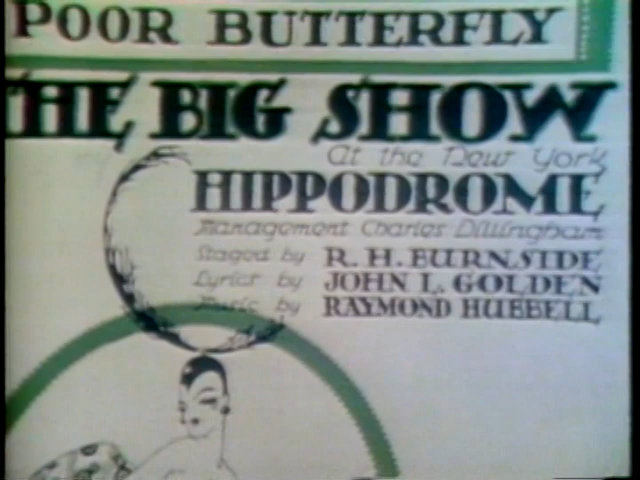 POOR BUTTERFLY
THE BIG SHOW
At the New York
HIPPODROME
Management Charles Dillingham
Staged by R. H. BURNSIDE
Lyrics by JOHN L. GOLDEN
Music by RAYMOND HUBBELL